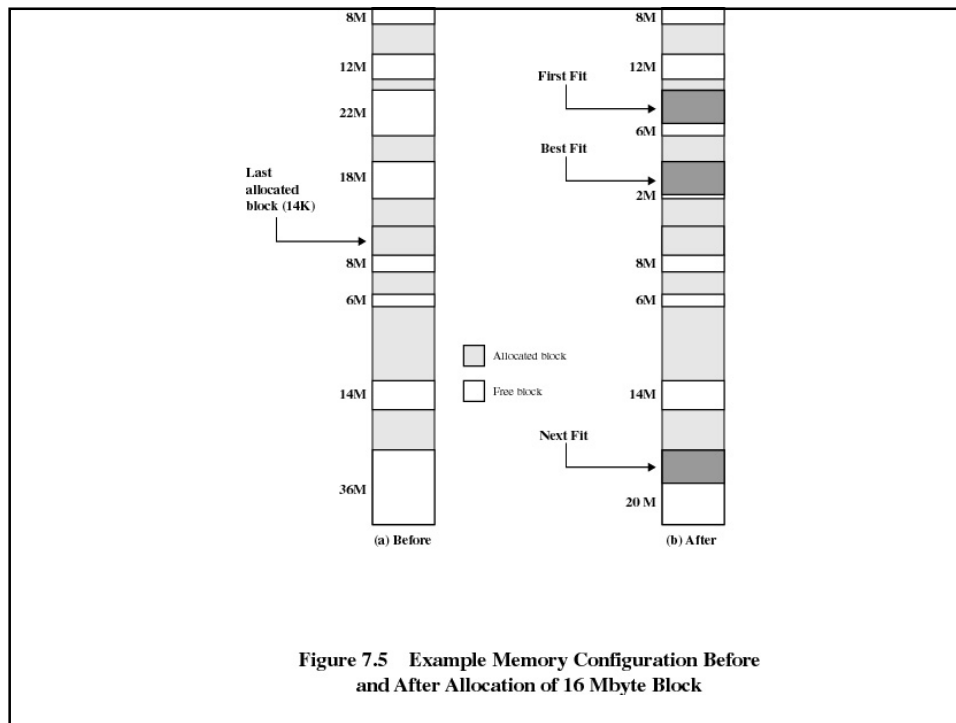 8M
12M
22M
18M
Last
allocated
block (14K)
8M
6M
14M
36M
(a) Before
Allocated block
Free block
8M
12M
First Fit
6M
Best Fit
2M
8M
6M
14M
Next Fit
20 M
(b) After
Figure 7.5 Example Memory Configuration Before
and After Allocation of 16 Mbyte Block